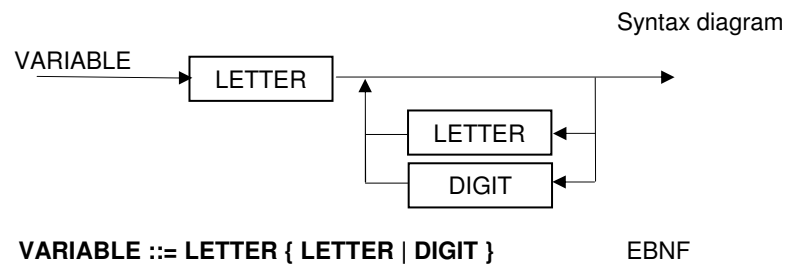 Syntax diagram
VARIABLE
LETTER
LETTER
DIGIT
VARIABLE ::= LETTER { LETTER | DIGIT } EBNF